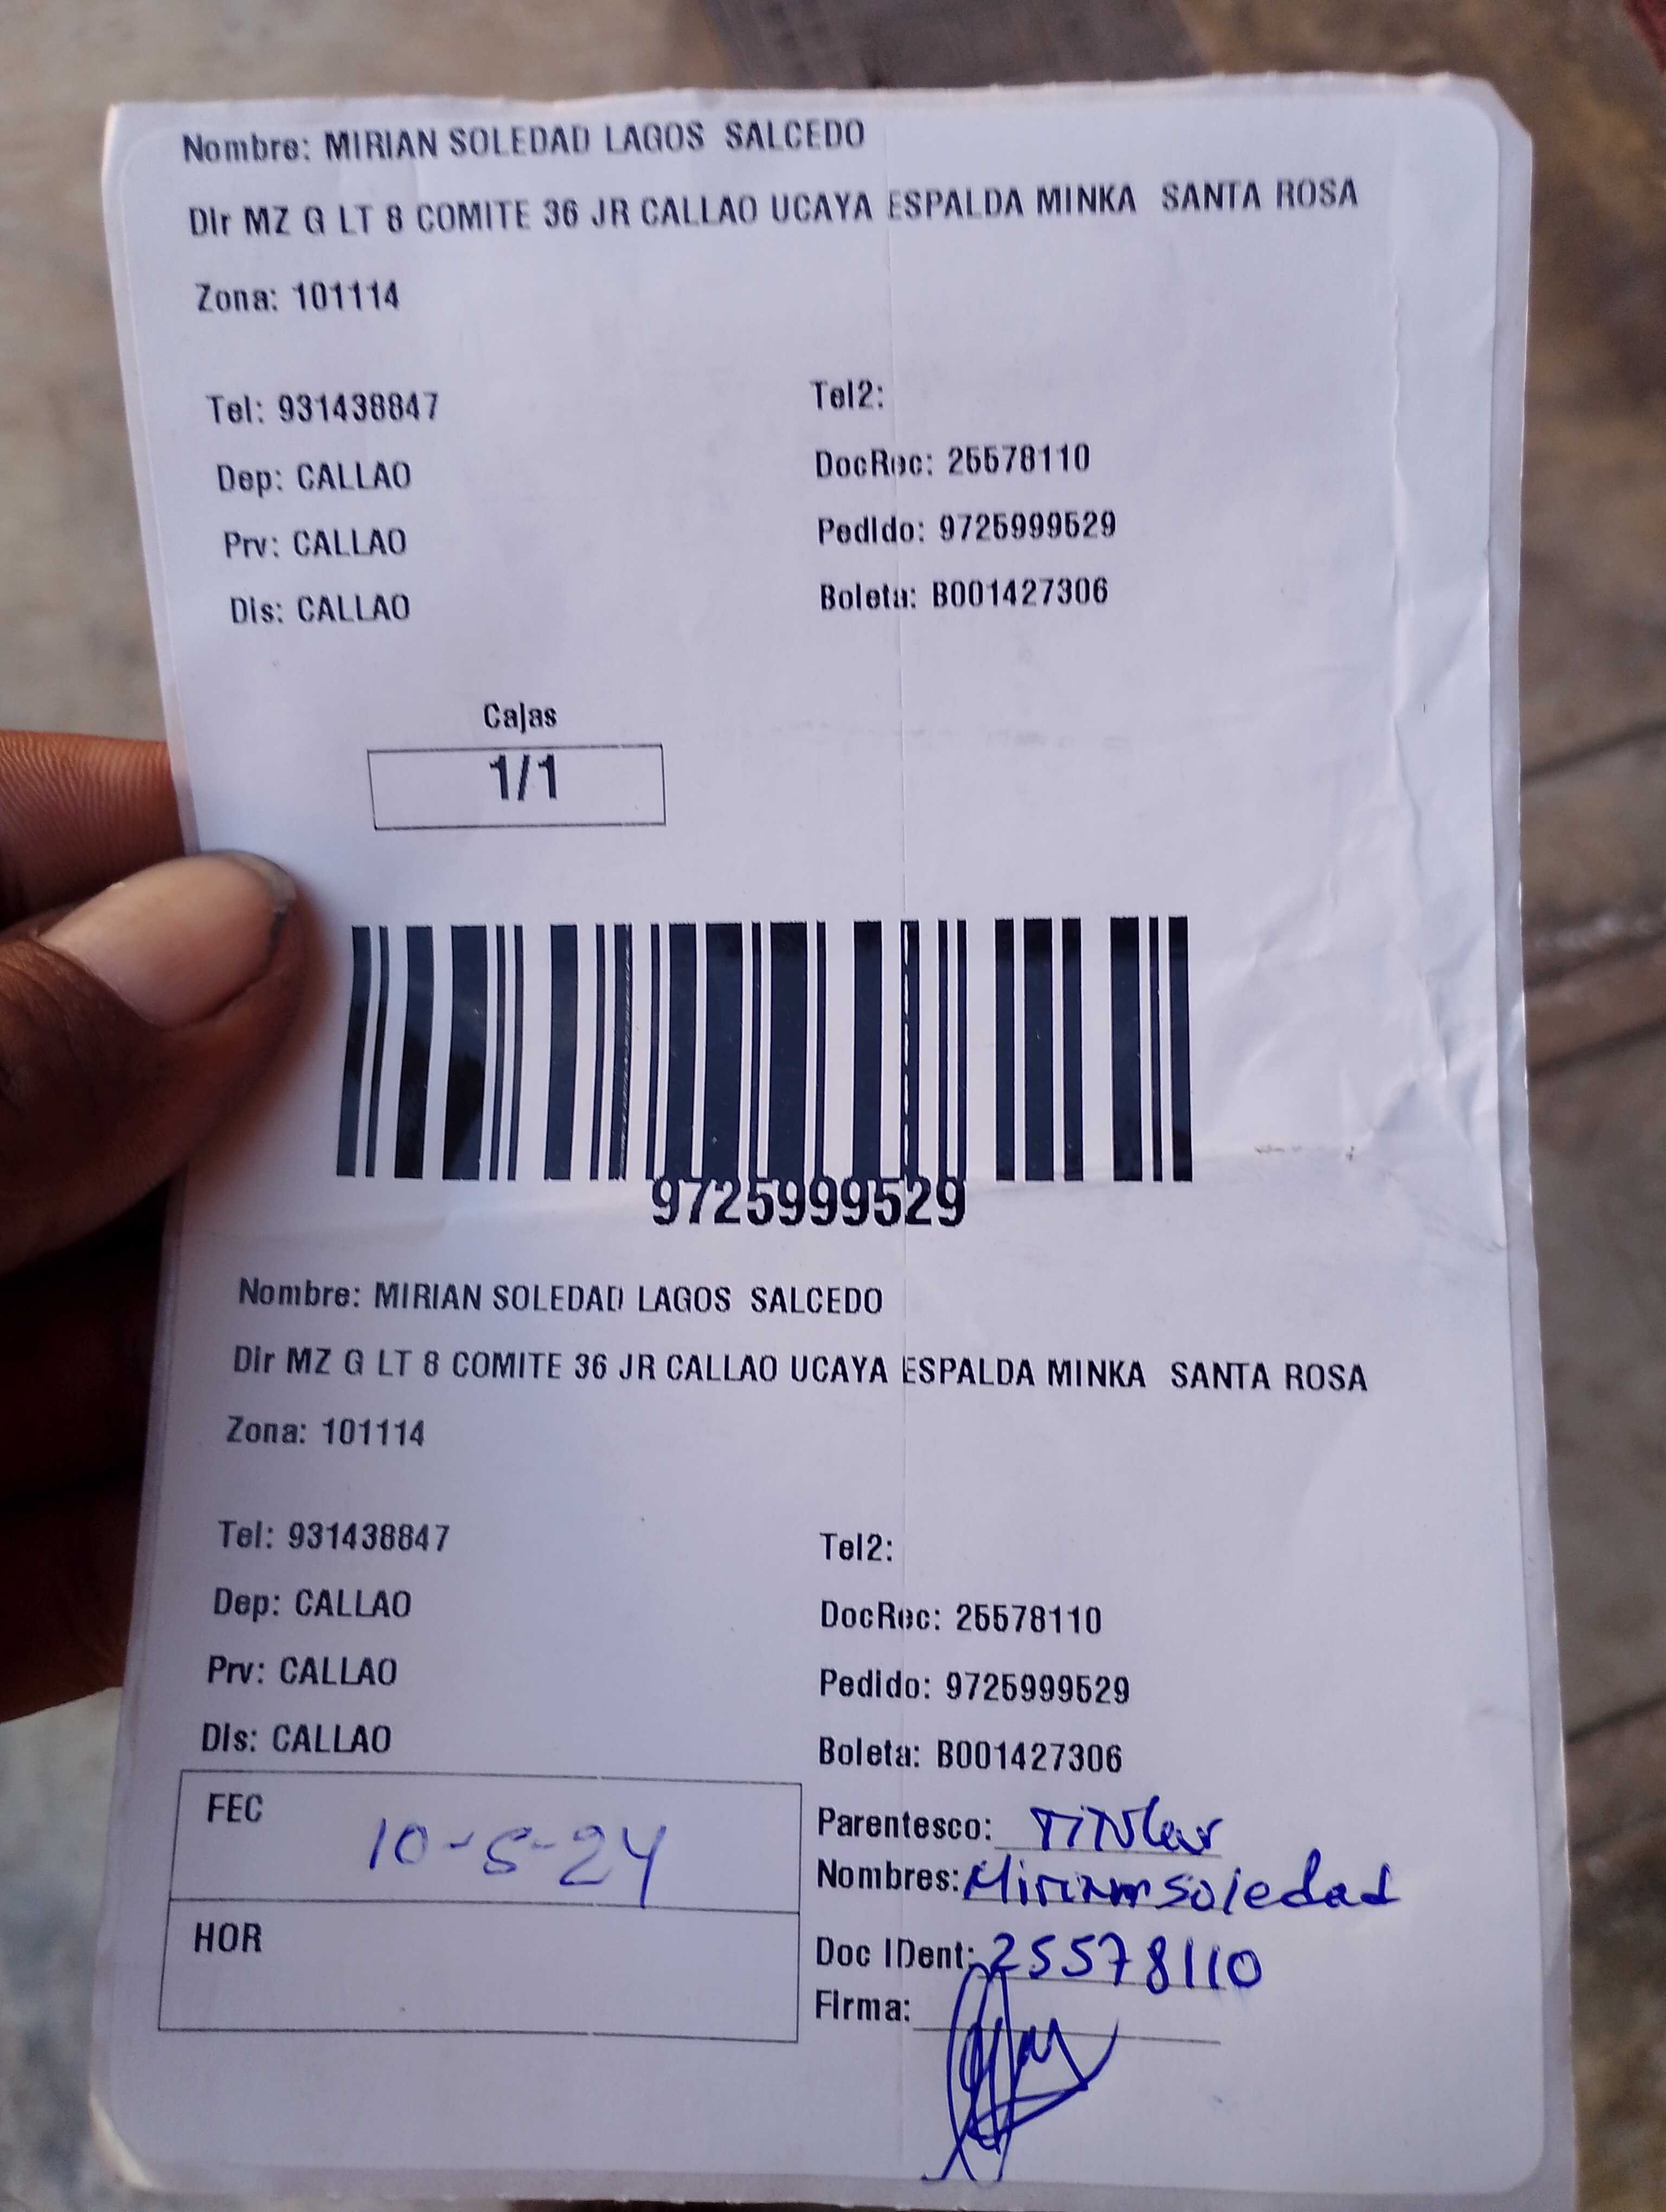 Nombre: MIRIAN SOLEDAD LAGOS SALCEDO
Dir MZ G LT 8 COMITE 36 JR CALLAO UCAYA ESPALDA MINKA SANTA ROSA
Zona: 101114
Tel: 931438847 Tel2:
Dep: CALLAO DocRec: 25578110
Prv: CALLAO Pedido: 9725999529
Dis: CALLAO Boleta: B001427306
Cajas
1/1
9725999529
Nombre: MIRIAN SOLEDAD LAGOS SALCEDO
Dir MZ G LT 8 COMITE 36 JR CALLAO UCAYA ESPALDA MINKA SANTA ROSA
Zona: 101114
Tel: 931438847 Tel2:
Dep: CALLAO DocRec: 25578110
Prv: CALLAO Pedido: 9725999529
Dis: CALLAO Boleta: B001427306
FEC 10-5-24
HOR
Parentesco: Titular
Nombres: Miriam Soledad
Doc IDent: 25578110
Firma: